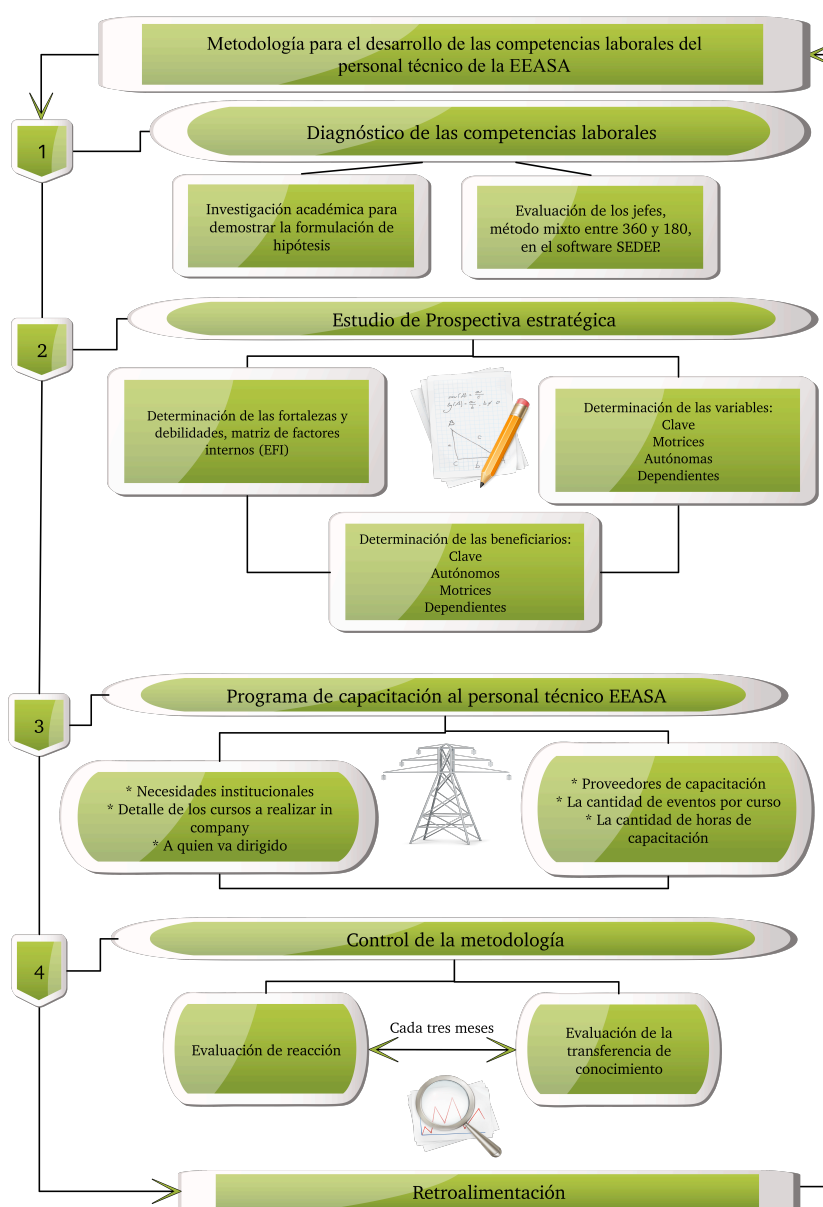 Metodología para el desarrollo de las competencias laborales del
personal técnico de la EEASA
1
Diagnóstico de las competencias laborales
Investigación académica para
demostrar la formulación de
hipótesis
Evaluación de los jefes,
método mixto entre 360 y 180,
en el software SEDEP.
2
Estudio de Prospectiva estratégica
Determinación de las fortalezas y
debilidades, matriz de factores
internos (EFI)
Determinación de las variables:
Clave
Motrices
Autónomas
Dependientes
Determinación de las beneficiarios:
Clave
Autónomos
Motrices
Dependientes
3
Programa de capacitación al personal técnico EEASA
* Necesidades institucionales
* Detalle de los cursos a realizar in
company
* A quien va dirigido
* Proveedores de capacitación
* La cantidad de eventos por curso
* La cantidad de horas de
capacitación
4
Control de la metodología
Evaluación de reacción
Cada tres meses
Evaluación de la
transferencia de
conocimiento
Retroalimentación